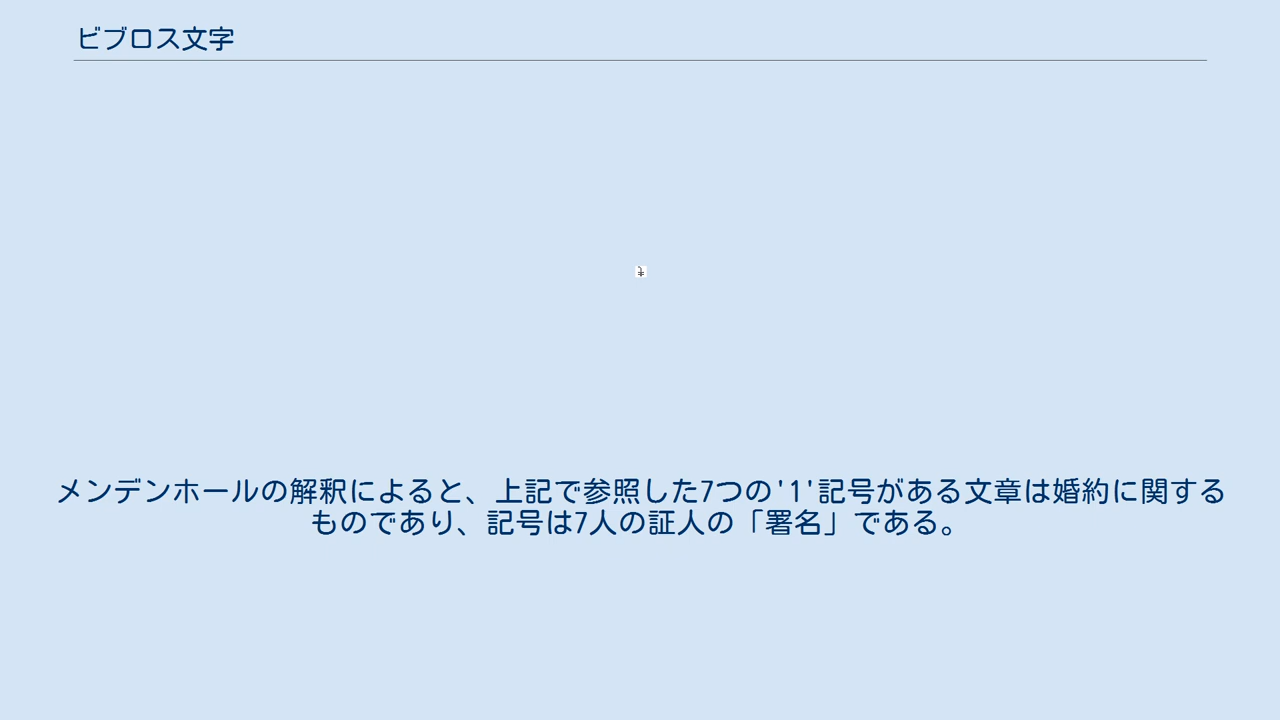 ビブロス文字
メンデンホールの解釈によると、上記で参照した7つの'1'記号がある文章は婚約に関する
ものであり、記号は7人の証人の「署名」である。